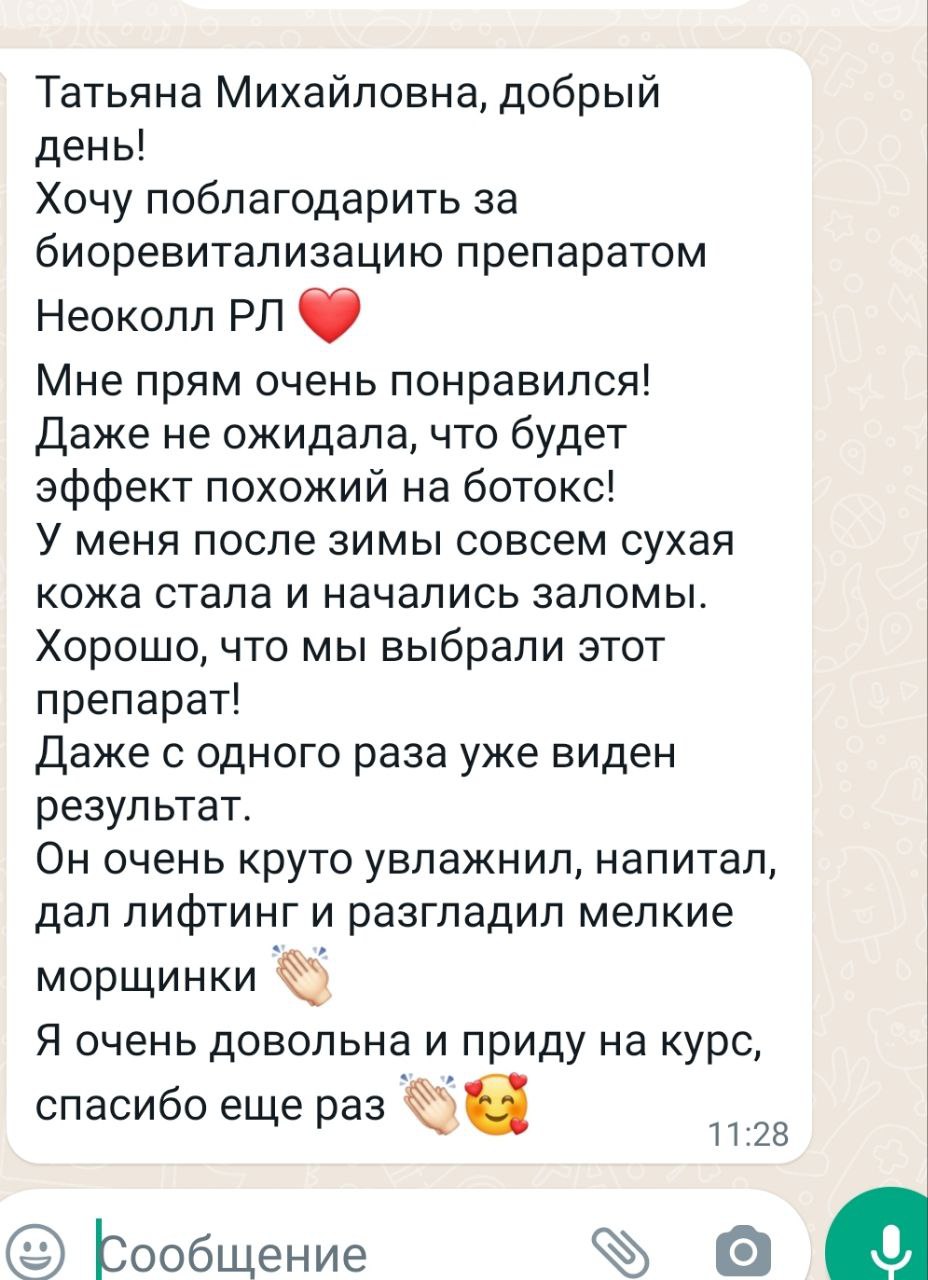 Татьяна Михайловна, добрый
день!
Хочу поблагодарить за
биоревитализацию препаратом
Неоколл РЛ ❤️
Мне прям очень понравился!
Даже не ожидала, что будет
эффект похожий на ботокс!
У меня после зимы совсем сухая
кожа стала и начались заломы.
Хорошо, что мы выбрали этот
препарат!
Даже с одного раза уже виден
результат.
Он очень круто увлажнил, напитал,
дал лифтинг и разгладил мелкие
морщинки 👏🏻
Я очень довольна и приду на курс,
спасибо еще раз 👏🏻🥰
11:28
Сообщение